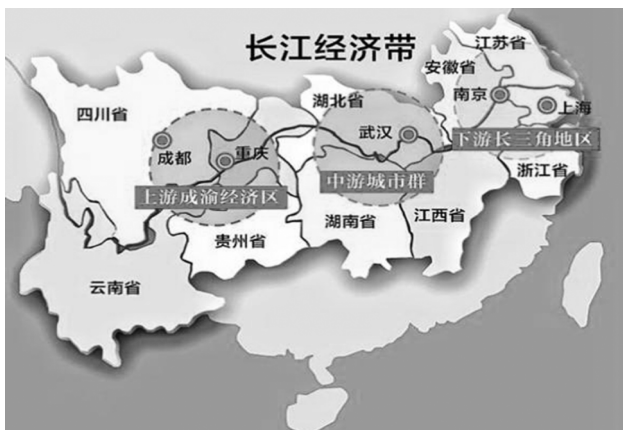 长江经济带
江苏省
安徽省
南京
上海
四川省
湖北省
武汉
成都
重庆
下游长三角地区
上游成渝经济区
中游城市群
浙江省
湖南省
江西省
贵州省
云南省